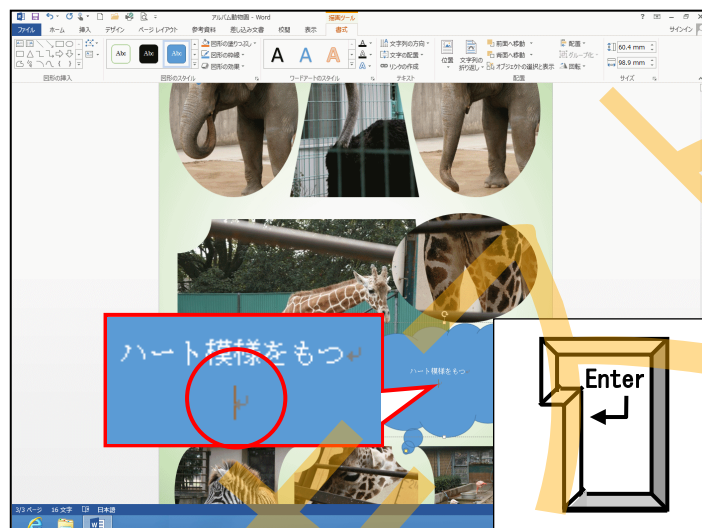 アルバム動物園 - Word
描画ツール
サインイン
ファイル ホーム 挿入 デザイン ページ レイアウト 参考資料 差し込み文書 校閲 表示 書式
Abc Abc Abc
図形の塗りつぶし
図形の枠線
図形の効果
A A A
文字列の方向
文字の配置
リンクの作成
位置
文字列の折り返し
前面へ移動
背面へ移動
オブジェクトの選択と表示
配置
グループ化
回転
60.4 mm
98.9 mm
図形の挿入 図形のスタイル ワードアートのスタイル テキスト 配置 サイズ
ハート模様をもつ
ハート模様をもつ
Enter
3/3 ページ 16 文字 日本語